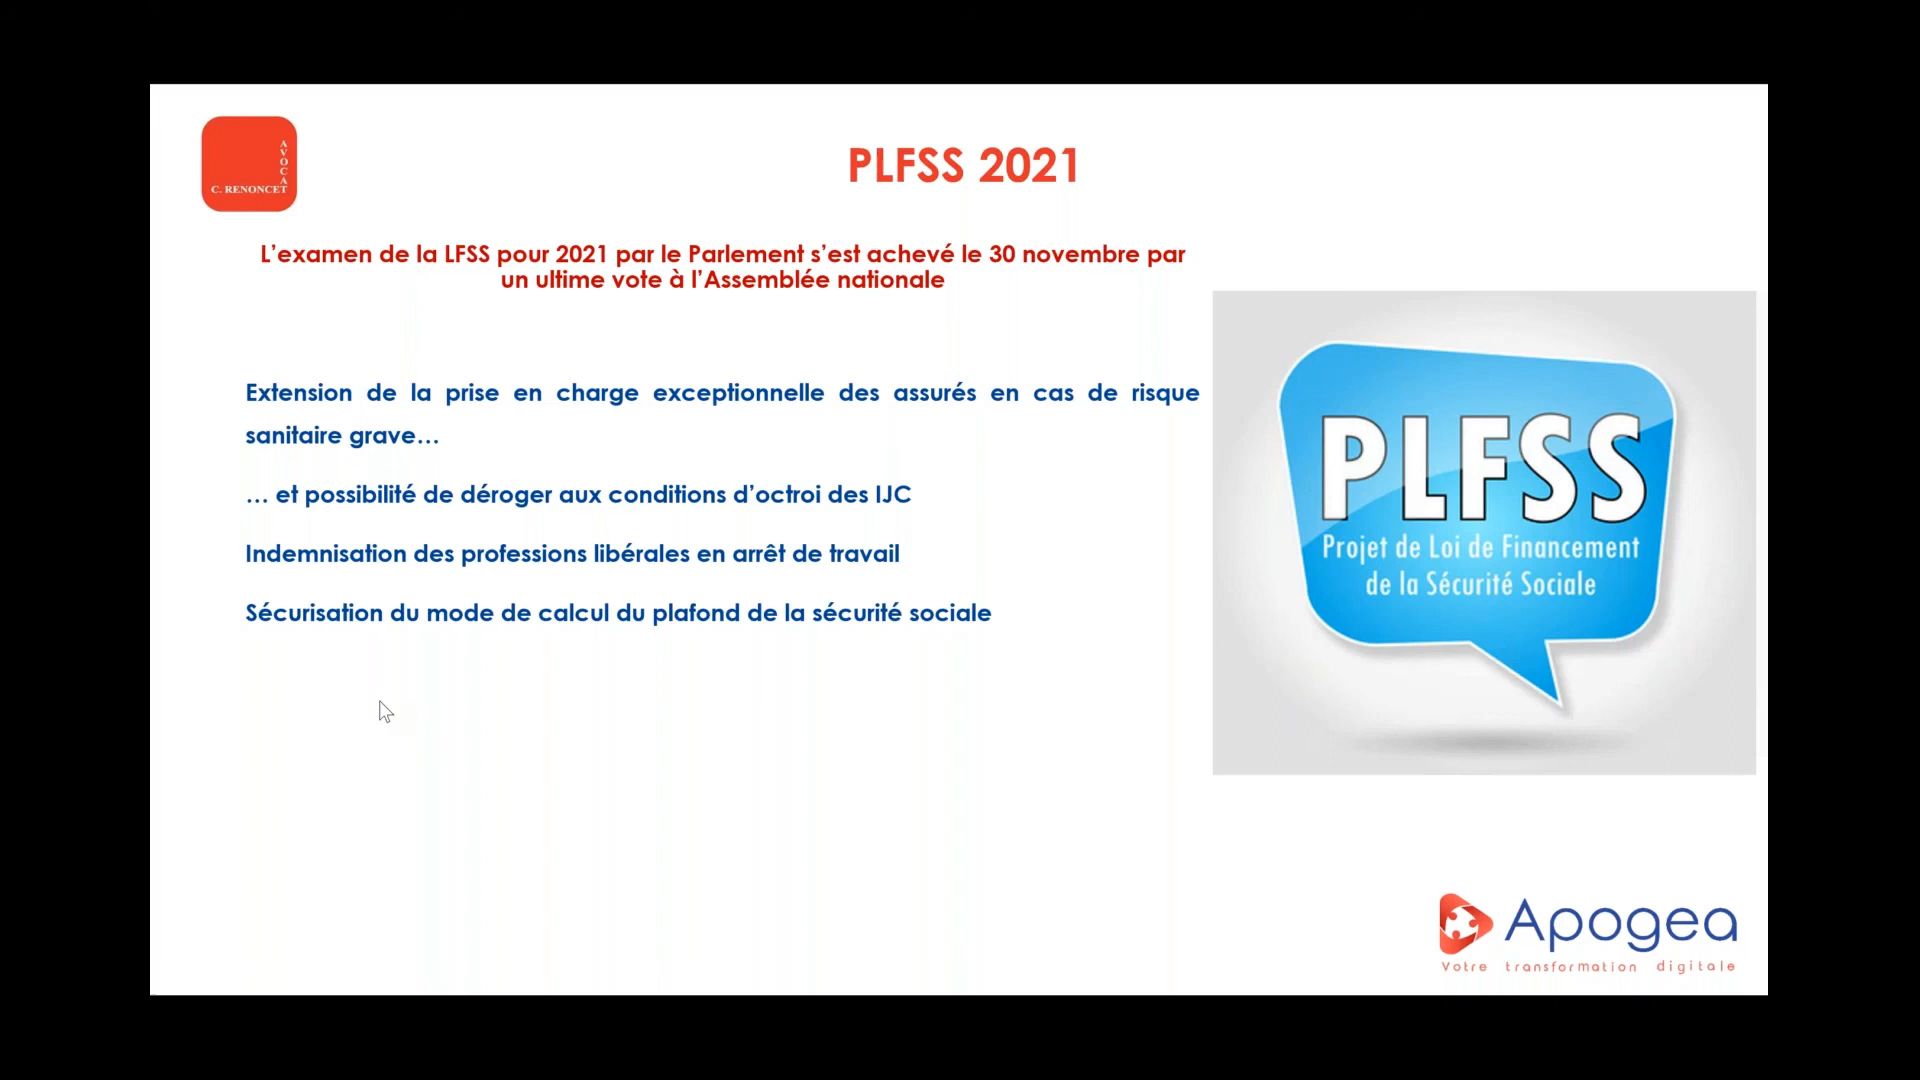 AVOCAT
C. RENONCET
PLFSS 2021
L’examen de la LFSS pour 2021 par le Parlement s’est achevé le 30 novembre par
un ultime vote à l’Assemblée nationale
Extension de la prise en charge exceptionnelle des assurés en cas de risque
sanitaire grave…
… et possibilité de déroger aux conditions d’octroi des IJC
Indemnisation des professions libérales en arrêt de travail
Sécurisation du mode de calcul du plafond de la sécurité sociale
PLFSS
Projet de Loi de Financement
de la Sécurité Sociale
Apogea
Votre transformation digitale